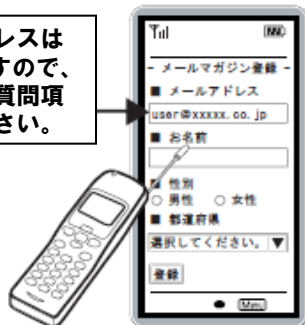 レスは
すので、
質問項
さい。
- メールマガジン登録 -
■ メールアドレス
user@xxxxx.co.jp
■ お名前
■ 性別
○ 男性 ○ 女性
■ 都道府県
選択してください。▼
登録
Menu